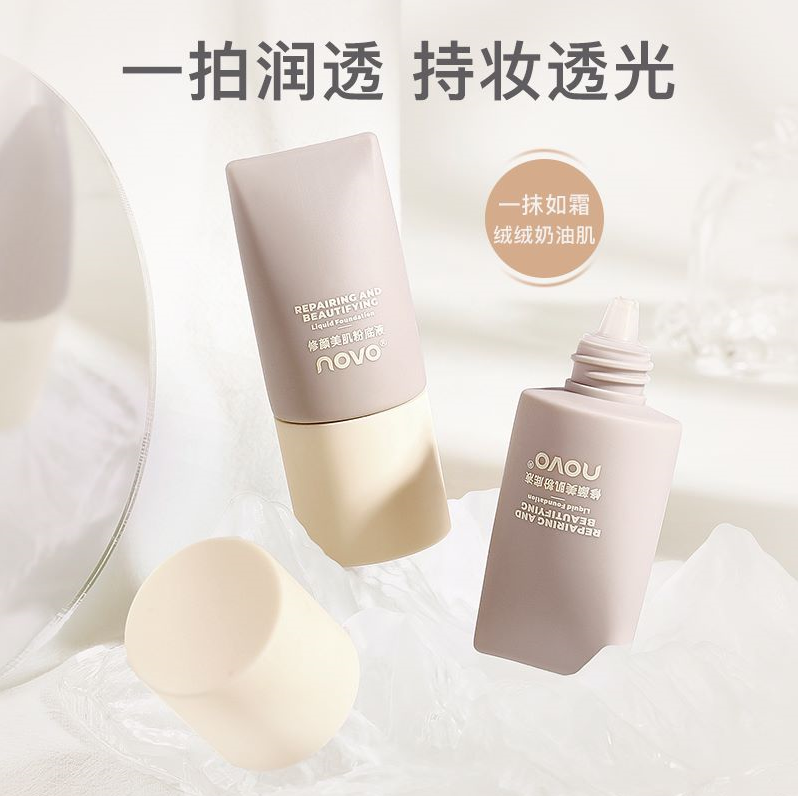 一拍润透 持妆透光
一抹如霜
绒绒奶油肌
REPAIRING AND
BEAUTIFYING
Liquid Foundation
修顏美肌粉底液
novo®
novo®
修顏美肌粉底液
Liquid Foundation
REPAIRING AND
BEAUTIFYING